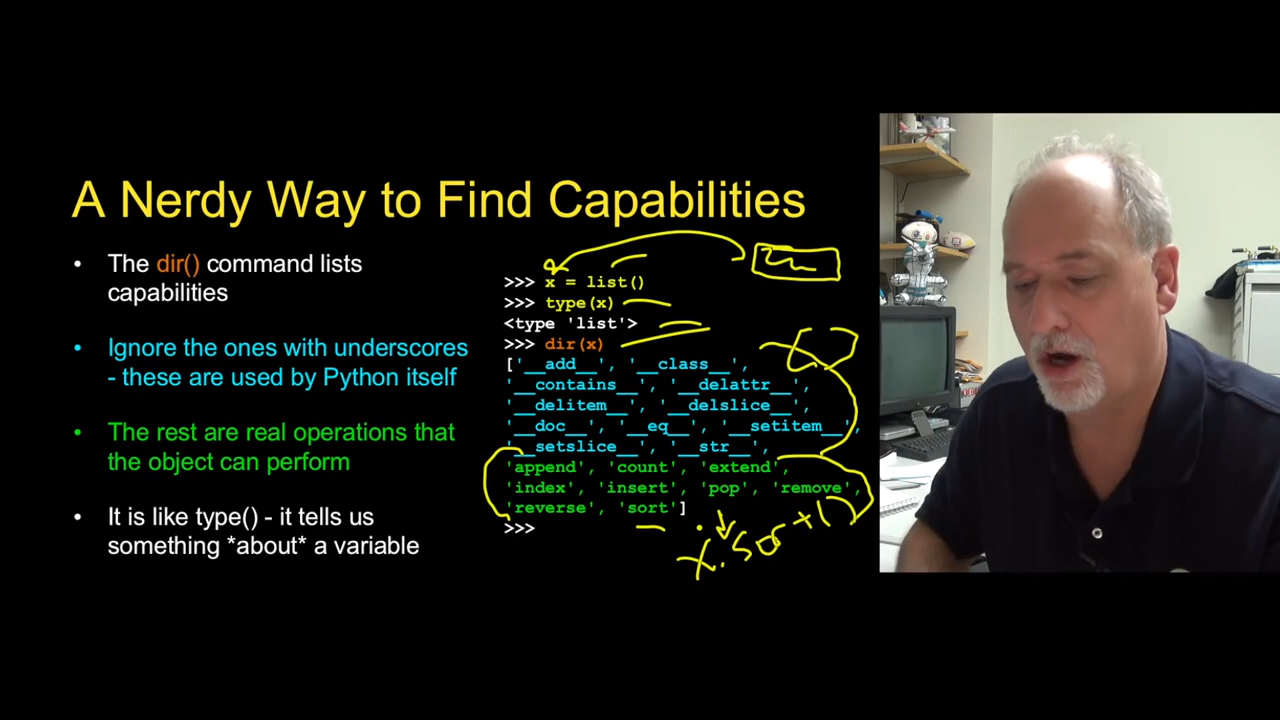 A Nerdy Way to Find Capabilities
• The dir() command lists
capabilities
• Ignore the ones with underscores
- these are used by Python itself
• The rest are real operations that
the object can perform
• It is like type() - it tells us
something *about* a variable
>>> x = list()
>>> type(x)
<type 'list'>
>>> dir(x)
['__add__', '__class__',
'__contains__', '__delattr__',
'__delitem__', '__delslice__',
'__doc__', '__eq__', '__setitem__',
'__setslice__', '__str__',
'append', 'count', 'extend',
'index', 'insert', 'pop', 'remove',
'reverse', 'sort']
>>>
x.sort()